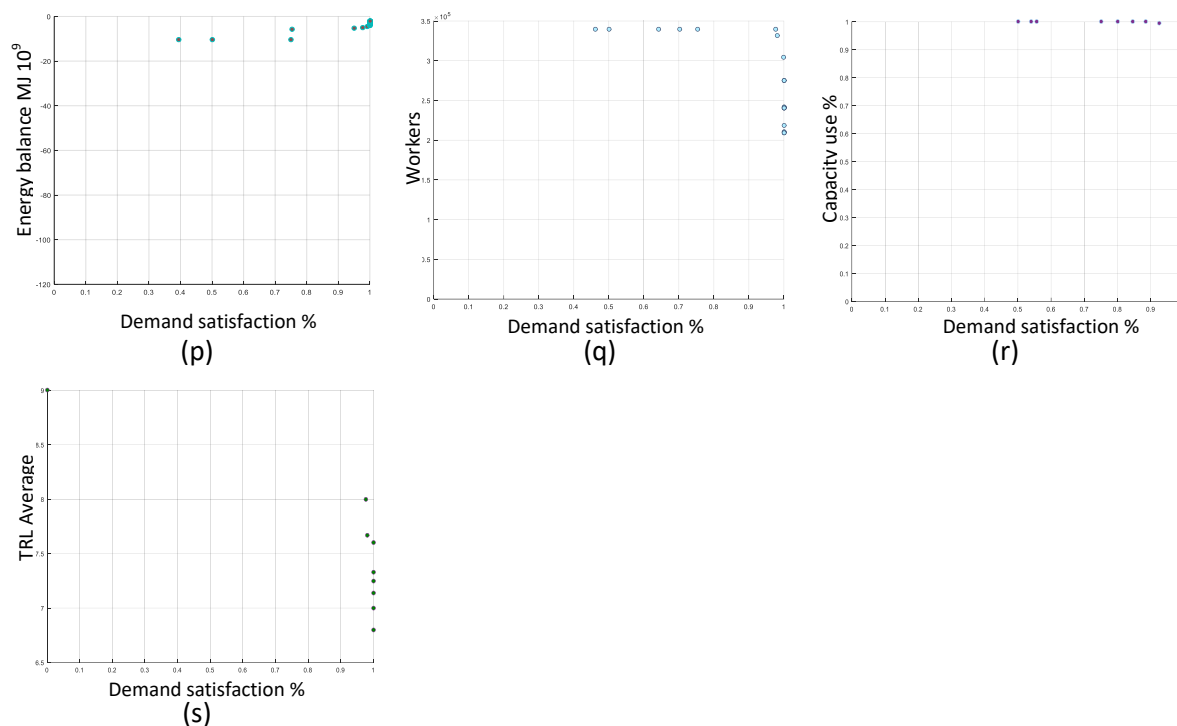 Energy balance MJ 10⁹
0
-20
-40
-60
-80
-100
-120
0 0.1 0.2 0.3 0.4 0.5 0.6 0.7 0.8 0.9 1
Demand satisfaction %
(p)
Workers
×10⁵
3.5
3
2.5
2
1.5
1
0.5
0
0 0.1 0.2 0.3 0.4 0.5 0.6 0.7 0.8 0.9 1
Demand satisfaction %
(q)
Capacity use %
1
0.9
0.8
0.7
0.6
0.5
0.4
0.3
0.2
0.1
0
0 0.1 0.2 0.3 0.4 0.5 0.6 0.7 0.8 0.9
Demand satisfaction %
(r)
TRL Average
9
8.5
8
7.5
7
6.5
0 0.1 0.2 0.3 0.4 0.5 0.6 0.7 0.8 0.9 1
Demand satisfaction %
(s)